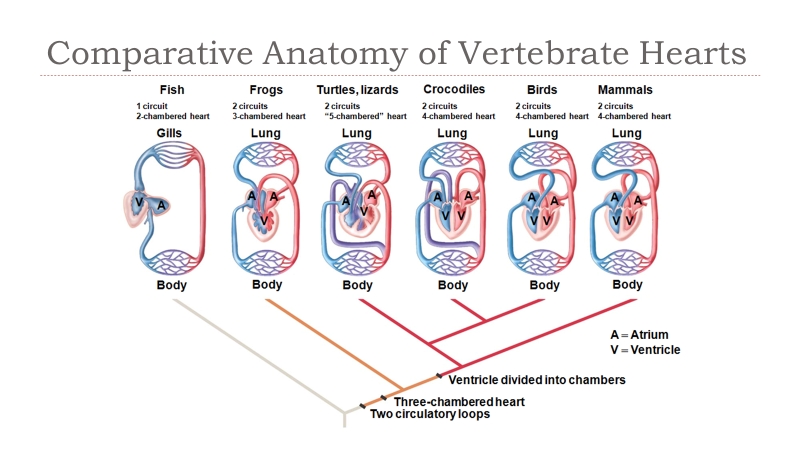 Comparative Anatomy of Vertebrate Hearts
Fish
1 circuit
2-chambered heart
Gills
V
A
Body
Frogs
2 circuits
3-chambered heart
Lung
A
A
V
Body
Turtles, lizards
2 circuits
“5-chambered” heart
Lung
A
A
V
Body
Crocodiles
2 circuits
4-chambered heart
Lung
A
A
V
V
Body
Birds
2 circuits
4-chambered heart
Lung
A
A
V
V
Body
Mammals
2 circuits
4-chambered heart
Lung
A
A
V
V
Body
A = Atrium
V = Ventricle
Ventricle divided into chambers
Three-chambered heart
Two circulatory loops